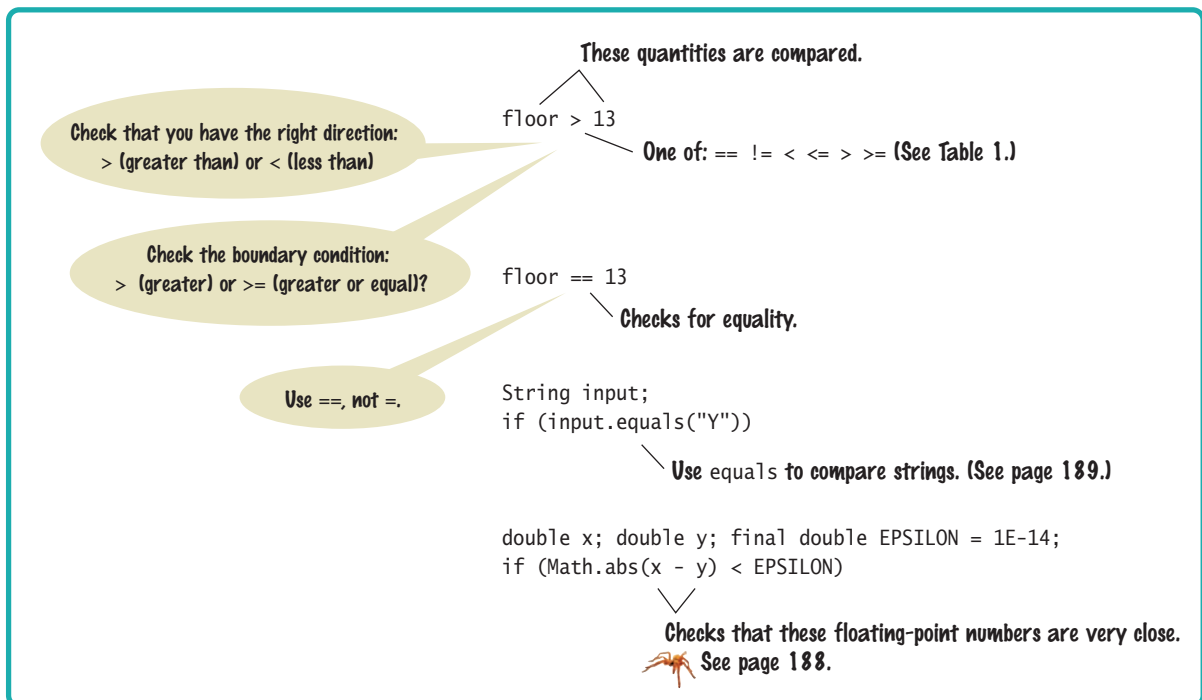 These quantities are compared.
floor > 13
Check that you have the right direction:
> (greater than) or < (less than)
One of: == != < <= > >= (See Table 1.)
Check the boundary condition:
> (greater) or >= (greater or equal)?
floor == 13
Checks for equality.
Use ==, not =.
String input;
if (input.equals("Y"))
Use equals to compare strings. (See page 189.)
double x; double y; final double EPSILON = 1E-14;
if (Math.abs(x - y) < EPSILON)
Checks that these floating-point numbers are very close.
See page 188.